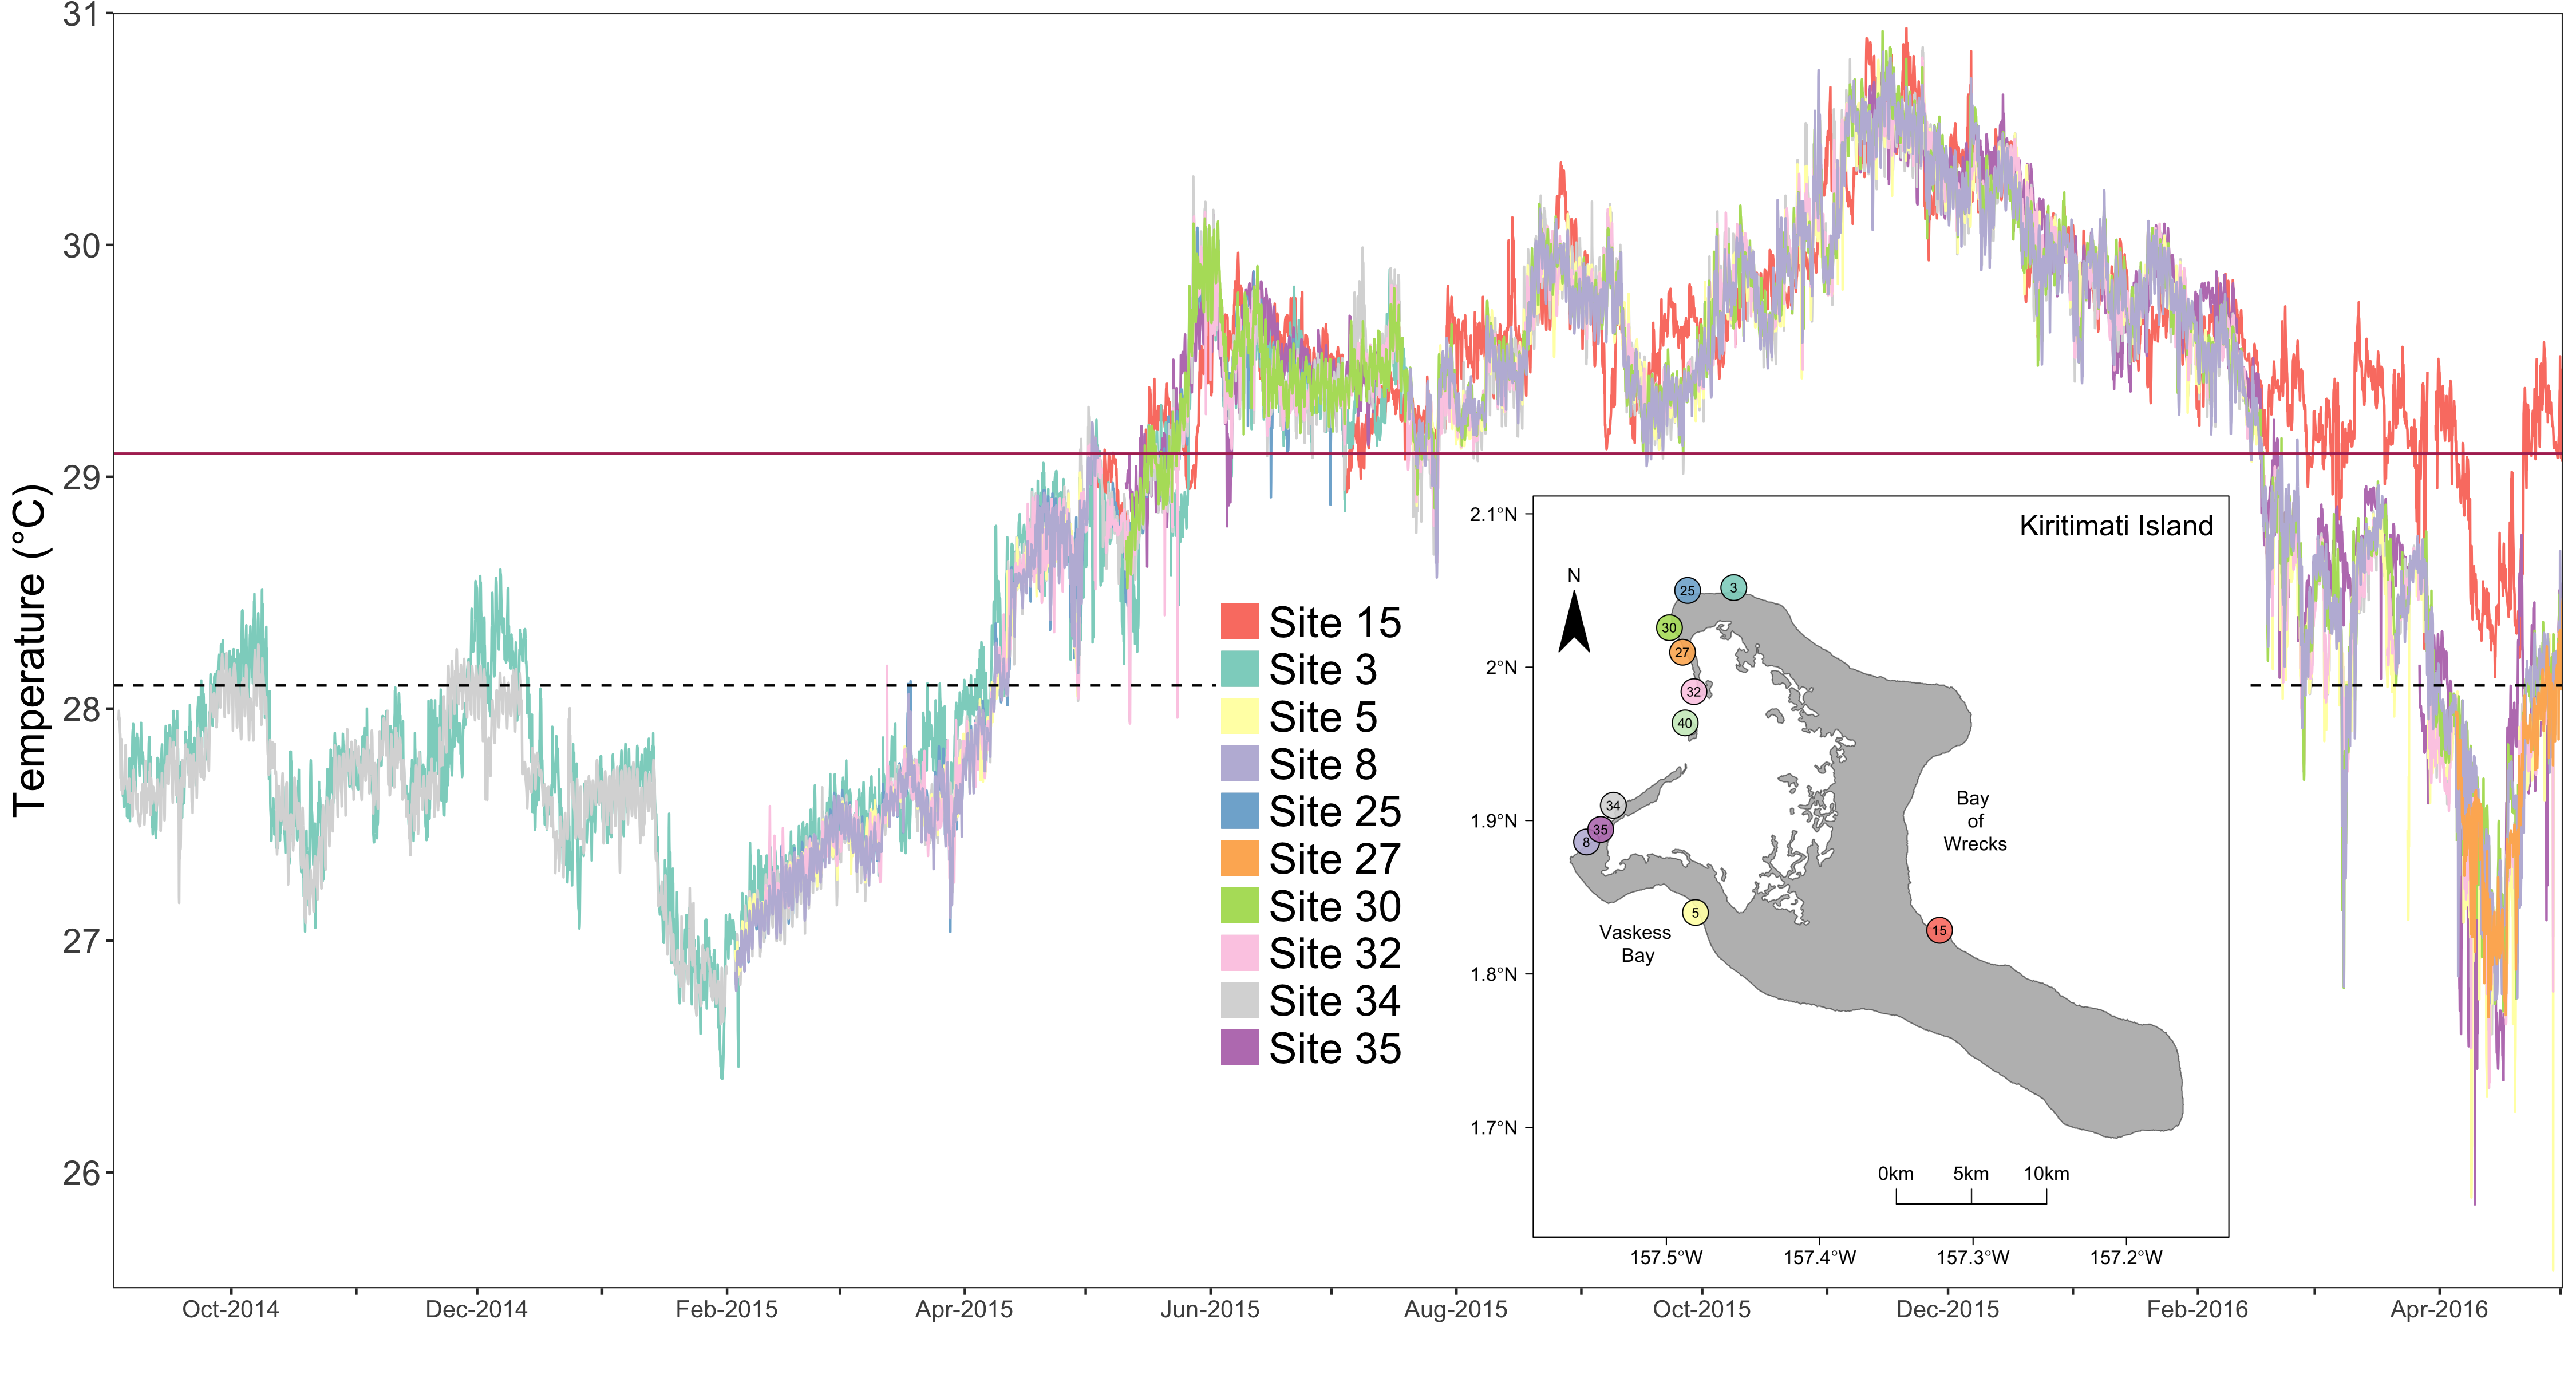 31
30
29
28
27
26
Temperature (°C)
Oct-2014
Dec-2014
Feb-2015
Apr-2015
Jun-2015
Aug-2015
Oct-2015
Dec-2015
Feb-2016
Apr-2016
Site 15
Site 3
Site 5
Site 8
Site 25
Site 27
Site 30
Site 32
Site 34
Site 35
Kiritimati Island
2.1°N
2°N
1.9°N
1.8°N
1.7°N
N
25
3
30
27
32
40
34
35
8
5
15
Bay
of
Wrecks
Vaskess
Bay
0km
5km
10km
157.5°W
157.4°W
157.3°W
157.2°W